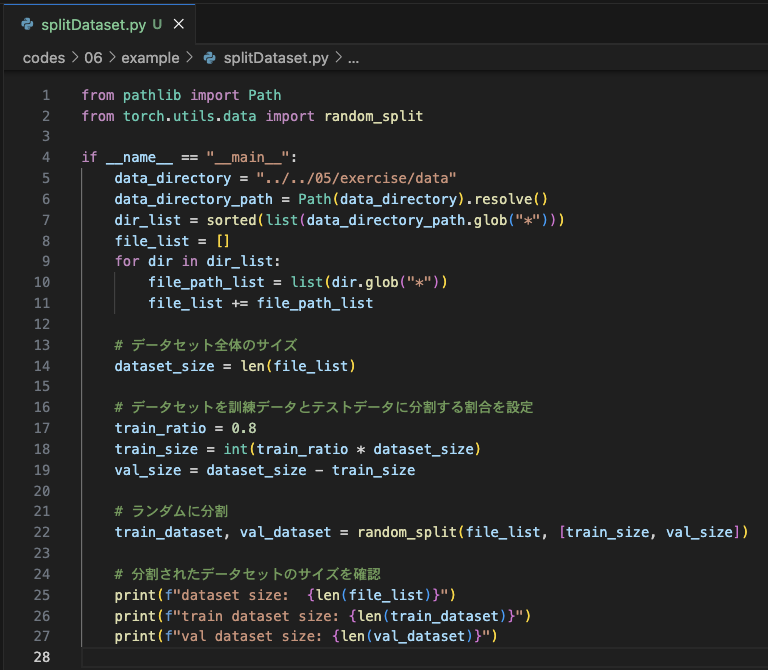 splitDataset.py U ×
codes > 06 > example > splitDataset.py > ...
1 from pathlib import Path
2 from torch.utils.data import random_split
3
4 if __name__ == "__main__":
5     data_directory = "../../05/exercise/data"
6     data_directory_path = Path(data_directory).resolve()
7     dir_list = sorted(list(data_directory_path.glob("*")))
8     file_list = []
9     for dir in dir_list:
10         file_path_list = list(dir.glob("*"))
11         file_list += file_path_list
12
13     # データセット全体のサイズ
14     dataset_size = len(file_list)
15
16     # データセットを訓練データとテストデータに分割する割合を設定
17     train_ratio = 0.8
18     train_size = int(train_ratio * dataset_size)
19     val_size = dataset_size - train_size
20
21     # ランダムに分割
22     train_dataset, val_dataset = random_split(file_list, [train_size, val_size])
23
24     # 分割されたデータセットのサイズを確認
25     print(f"dataset size:  {len(file_list)}")
26     print(f"train dataset size: {len(train_dataset)}")
27     print(f"val dataset size: {len(val_dataset)}")
28